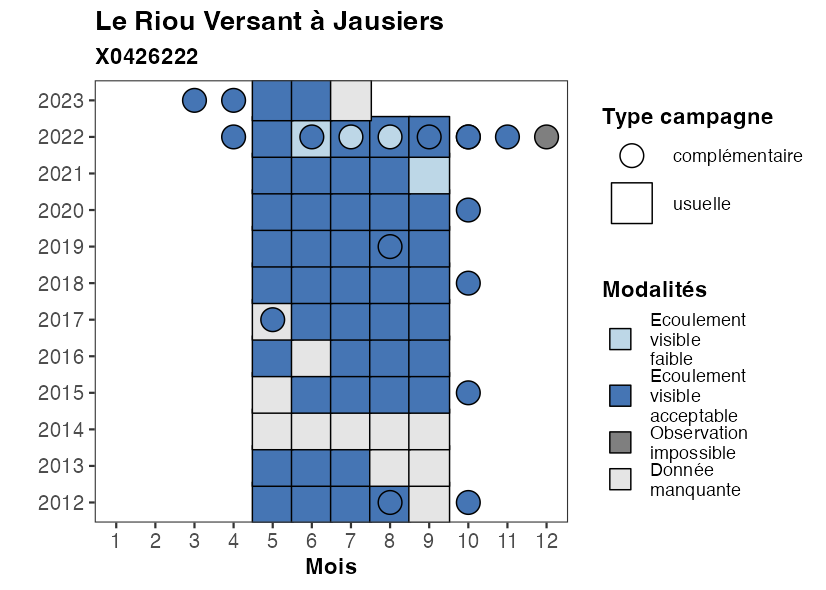 Le Riou Versant à Jausiers
X0426222
2023
2022
2021
2020
2019
2018
2017
2016
2015
2014
2013
2012
1 2 3 4 5 6 7 8 9 10 11 12
Mois
Type campagne
complémentaire
usuelle
Modalités
Ecoulement
visible
faible
Ecoulement
visible
acceptable
Observation
impossible
Donnée
manquante